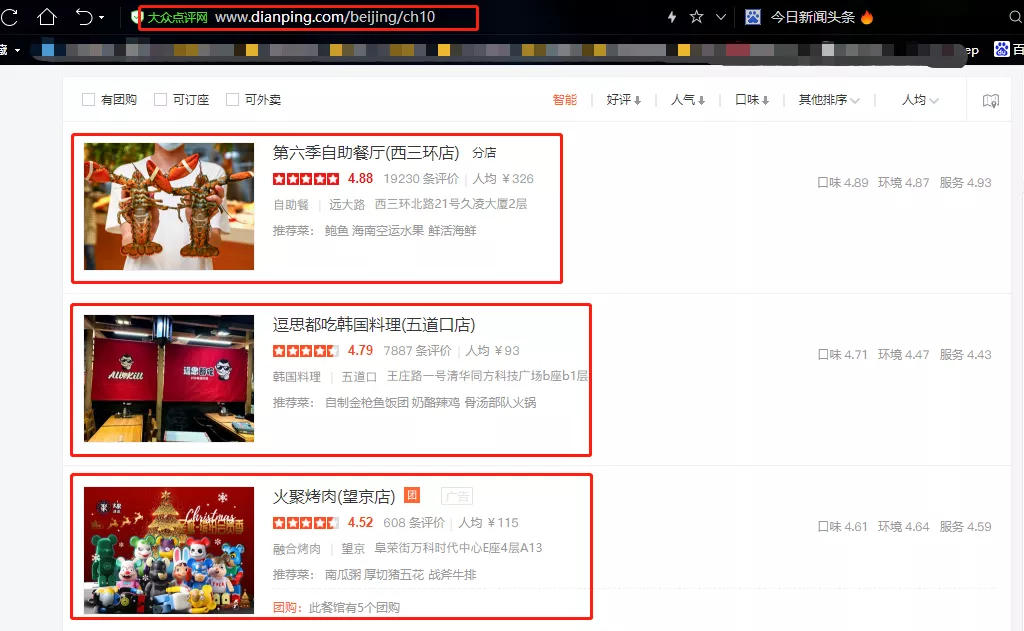 大众点评网 www.dianping.com/beijing/ch10
今日新闻头条
藏
ep 百
有团购 可订座 可外卖 智能 好评 人气 口味 其他排序 人均
第六季自助餐厅(西三环店) 分店
4.88 19230 条评价 人均 ￥326
口味 4.89 环境 4.87 服务 4.93
自助餐 | 远大路 西三环北路21号久凌大厦2层
推荐菜： 鲍鱼 海南空运水果 鲜活海鲜
逗思都吃韩国料理(五道口店)
4.79 7887 条评价 人均 ￥93
口味 4.71 环境 4.47 服务 4.43
韩国料理 | 五道口 王庄路一号清华同方科技广场b座b1层
推荐菜： 自制金枪鱼饭团 奶酪辣鸡 骨汤部队火锅
火聚烤肉(望京店) 团 广告
4.52 608 条评价 人均 ￥115
口味 4.61 环境 4.64 服务 4.59
融合烤肉 | 望京 阜荣街万科时代中心E座4层A13
推荐菜： 南瓜粥 厚切猪五花 战斧牛排
团购： 此餐馆有5个团购
Christmas